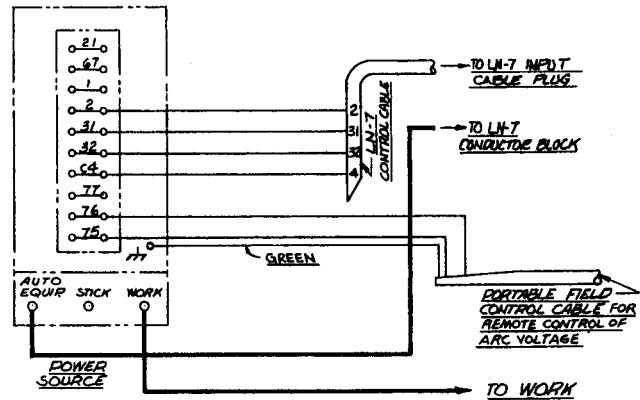 21
67
1
2
31
32
C4
77
76
75
2
31
32
4
LN-7
CONTROL CABLE
TO LN-7 INPUT
CABLE PLUG
TO LN-7
CONDUCTOR BLOCK
GREEN
AUTO
EQUIP
STICK
WORK
PORTABLE FIELD
CONTROL CABLE FOR
REMOTE CONTROL OF
ARC VOLTAGE
POWER
SOURCE
TO WORK